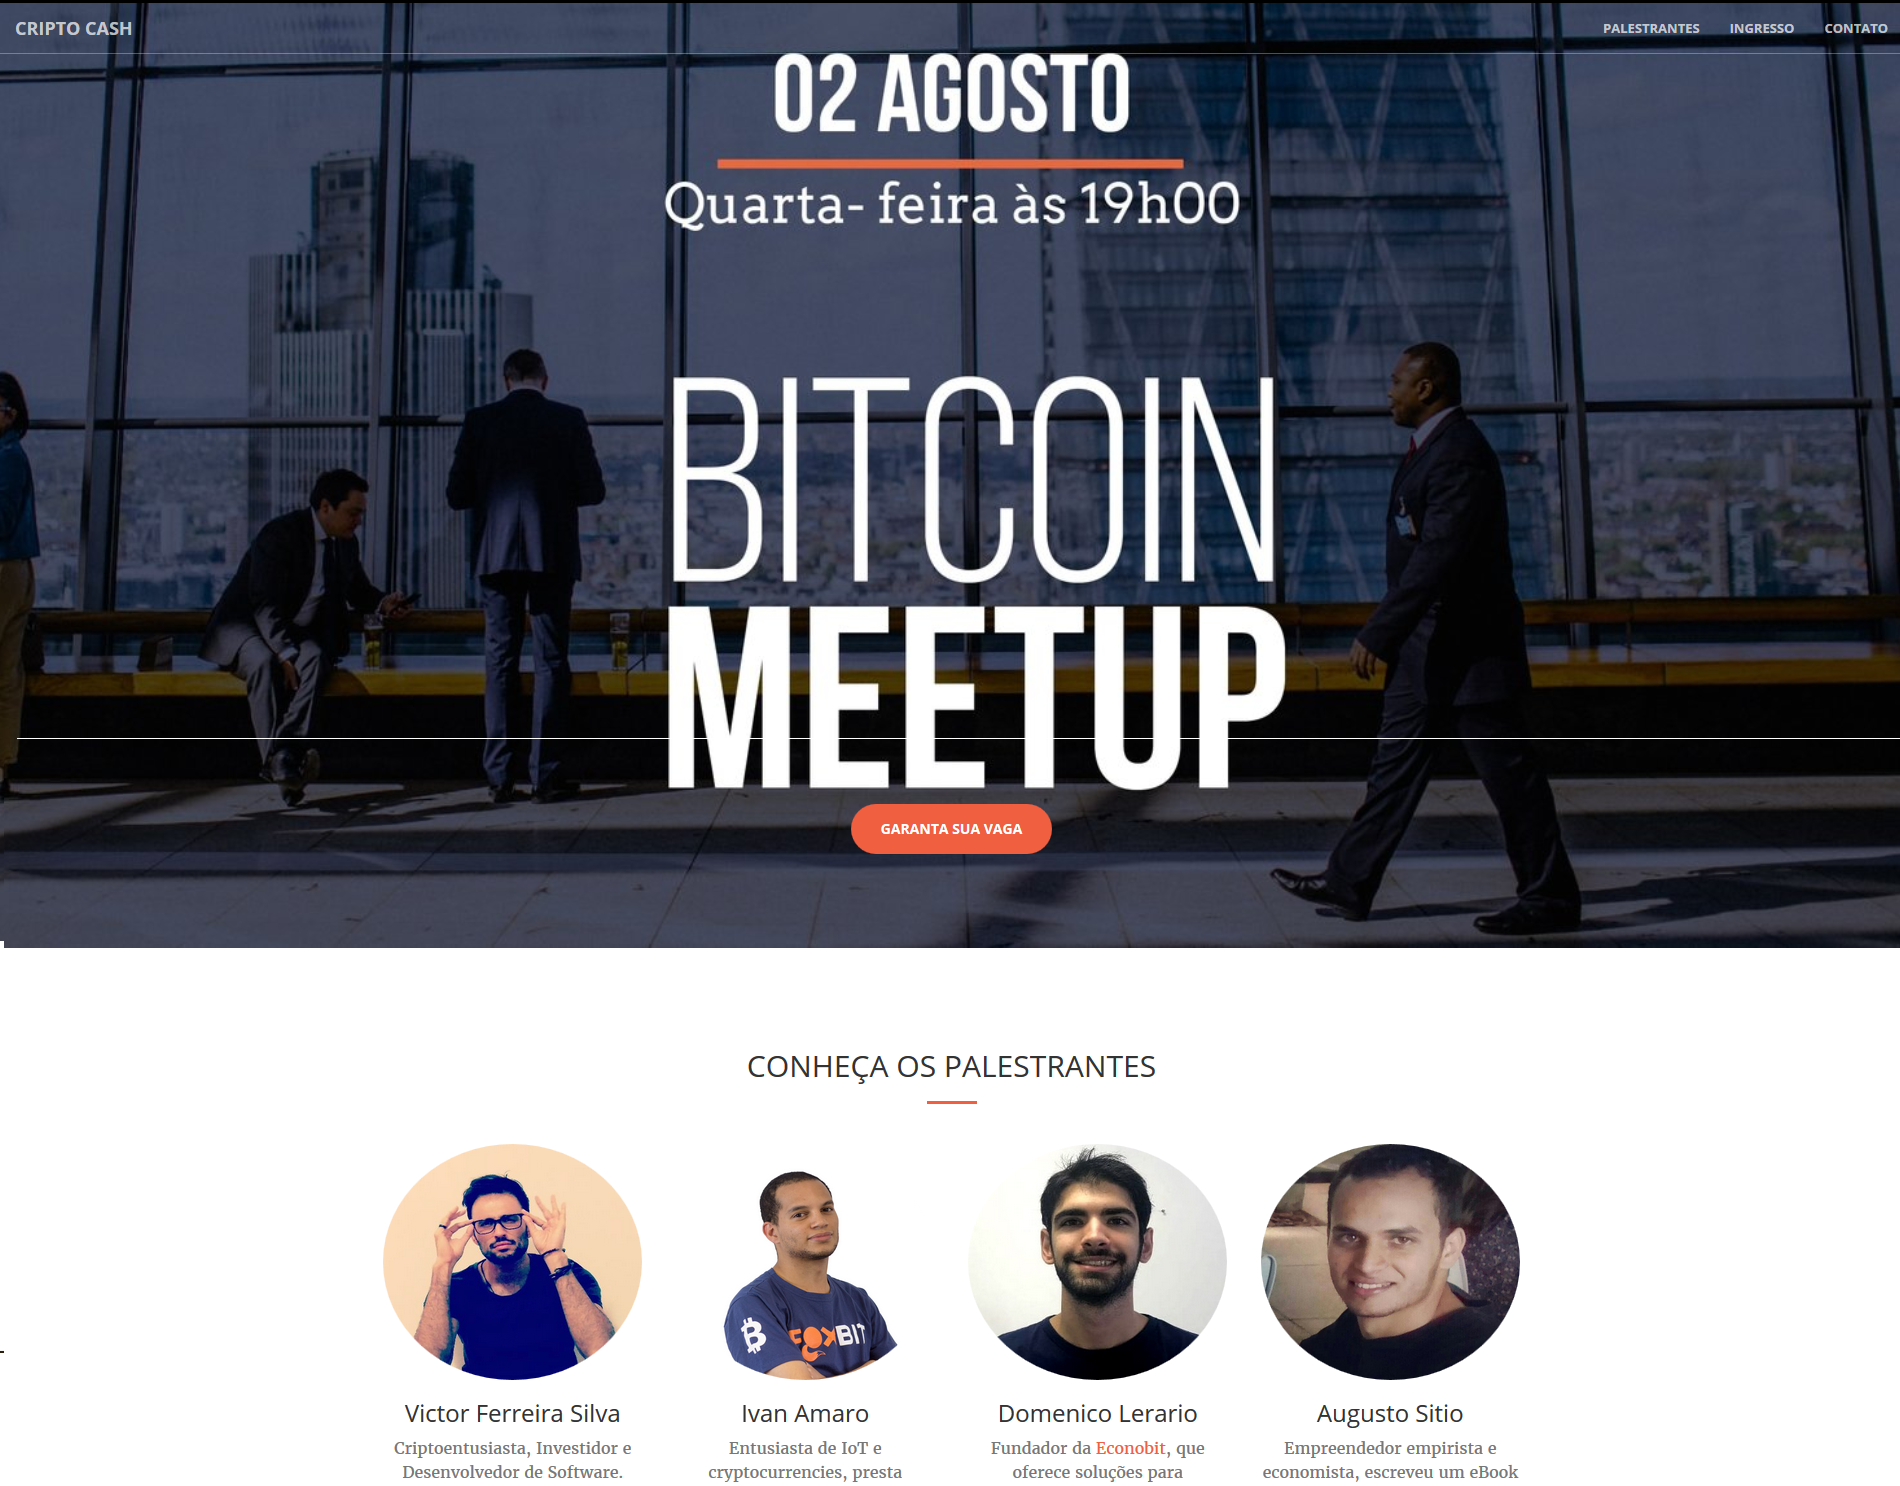 CRIPTO CASH
PALESTRANTES INGRESSO CONTATO
02 AGOSTO
Quarta- feira às 19h00
BITCOIN
MEETUP
GARANTA SUA VAGA
CONHEÇA OS PALESTRANTES
FOXBIT
Victor Ferreira Silva
Criptoentusiasta, Investidor e
Desenvolvedor de Software.
Ivan Amaro
Entusiasta de IoT e
cryptocurrencies, presta
Domenico Lerario
Fundador da Econobit, que
oferece soluções para
Augusto Sitio
Empreendedor empirista e
economista, escreveu um eBook